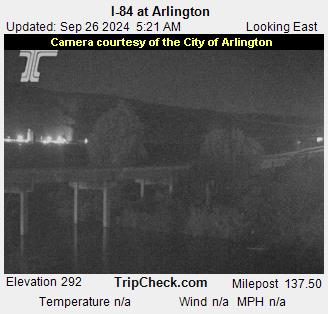 I-84 at Arlington
Updated: Sep 26 2024 5:21 AM Looking East
Camera courtesy of the City of Arlington
Elevation 292 TripCheck.com Milepost 137.50
Temperature n/a Wind n/a MPH n/a